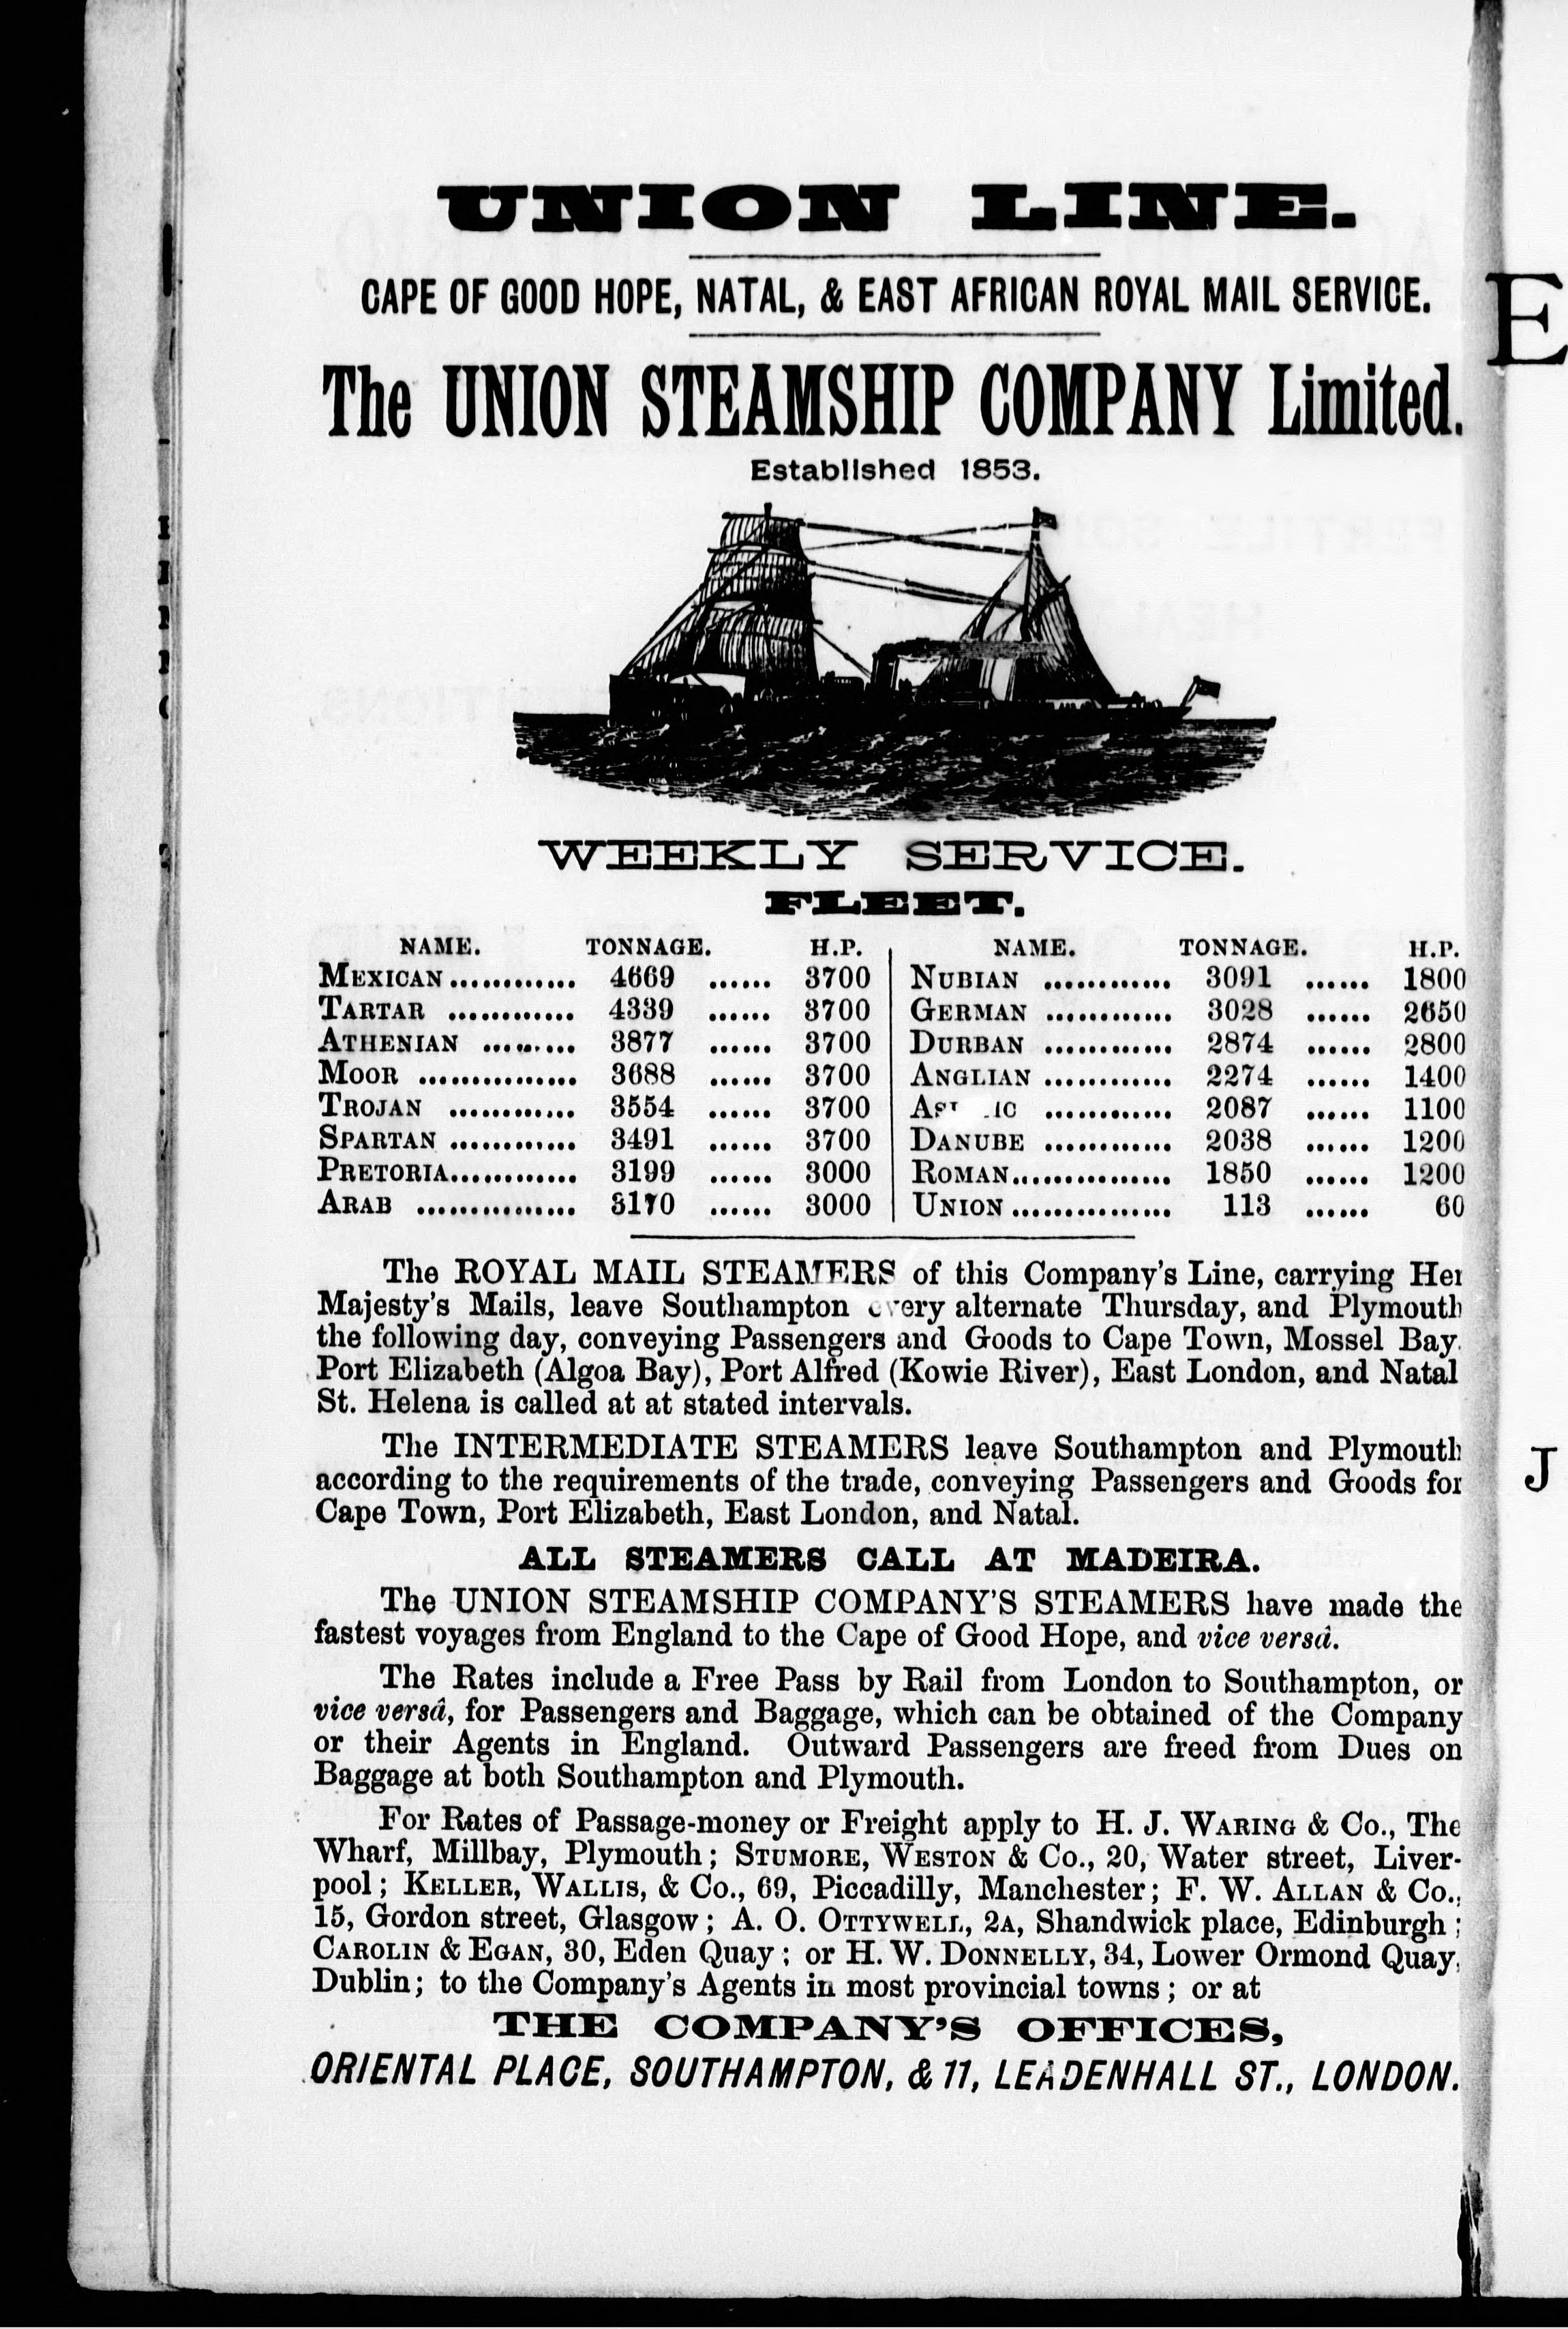 UNION LINE.
CAPE OF GOOD HOPE, NATAL, & EAST AFRICAN ROYAL MAIL SERVICE.
The UNION STEAMSHIP COMPANY Limited.
Established 1853.
WEEKLY SERVICE.
FLEET.
NAME. TONNAGE. H.P. NAME. TONNAGE. H.P.
MEXICAN ............ 4669 ...... 3700 NUBIAN ............ 3091 ...... 1800
TARTAR ............ 4339 ...... 3700 GERMAN ............ 3028 ...... 2650
ATHENIAN ......... 3877 ...... 3700 DURBAN ............ 2874 ...... 2800
MOOR ............... 3688 ...... 3700 ANGLIAN ............ 2274 ...... 1400
TROJAN ............ 3554 ...... 3700 ............ 2087 ...... 1100
SPARTAN ............ 3491 ...... 3700 DANUBE ............ 2038 ...... 1200
PRETORIA............ 3199 ...... 3000 ROMAN............... 1850 ...... 1200
ARAB ............... 3170 ...... 3000 UNION ............... 113 ...... 60
The ROYAL MAIL STEAMERS of this Company's Line, carrying Her
Majesty's Mails, leave Southampton every alternate Thursday, and Plymouth
the following day, conveying Passengers and Goods to Cape Town, Mossel Bay.
Port Elizabeth (Algoa Bay), Port Alfred (Kowie River), East London, and Natal
St. Helena is called at at stated intervals.
The INTERMEDIATE STEAMERS leave Southampton and Plymouth
according to the requirements of the trade, conveying Passengers and Goods for
Cape Town, Port Elizabeth, East London, and Natal.
ALL STEAMERS CALL AT MADEIRA.
The UNION STEAMSHIP COMPANY'S STEAMERS have made the
fastest voyages from England to the Cape of Good Hope, and vice versâ.
The Rates include a Free Pass by Rail from London to Southampton, or
vice versâ, for Passengers and Baggage, which can be obtained of the Company
or their Agents in England. Outward Passengers are freed from Dues on
Baggage at both Southampton and Plymouth.
For Rates of Passage-money or Freight apply to H. J. WARING & Co., The
Wharf, Millbay, Plymouth; STUMORE, WESTON & Co., 20, Water street, Liver-
pool; KELLER, WALLIS, & Co., 69, Piccadilly, Manchester; F. W. ALLAN & Co.,
15, Gordon street, Glasgow; A. O. OTTYWELL, 2A, Shandwick place, Edinburgh;
CAROLIN & EGAN, 30, Eden Quay; or H. W. DONNELLY, 34, Lower Ormond Quay,
Dublin; to the Company's Agents in most provincial towns; or at
THE COMPANY'S OFFICES,
ORIENTAL PLACE, SOUTHAMPTON, & 11, LEADENHALL ST., LONDON.
E
J